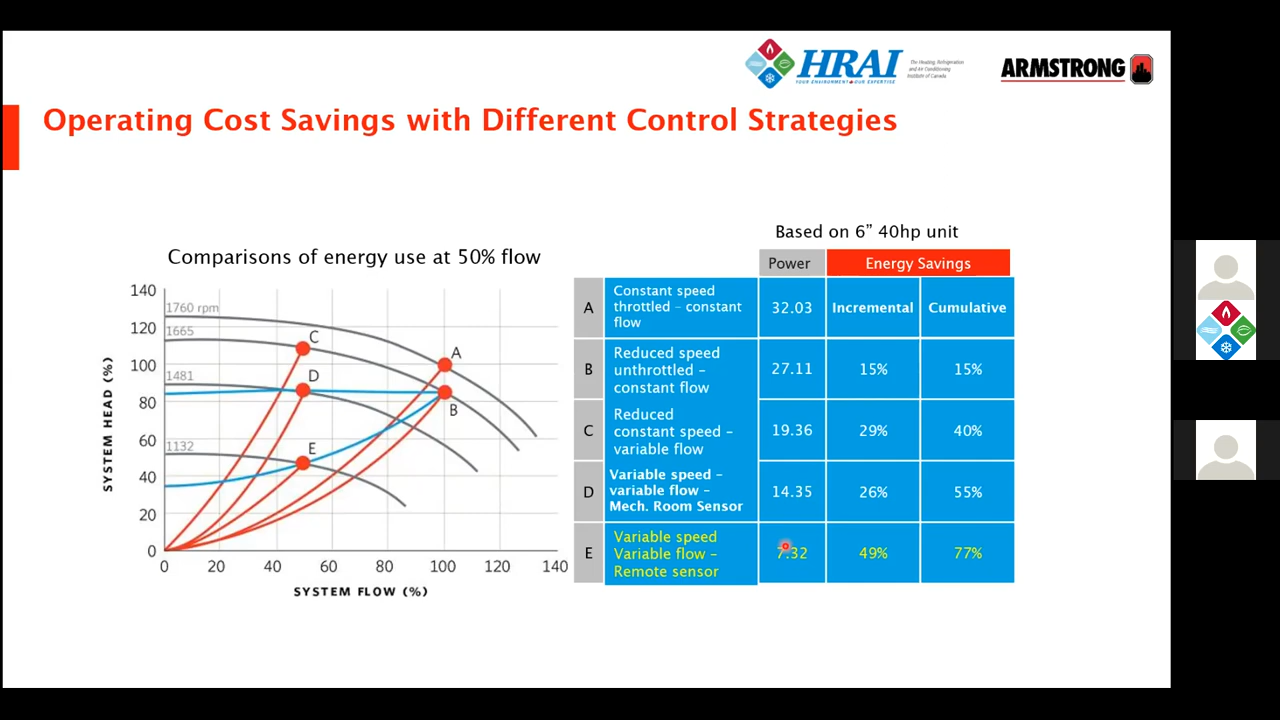 HRAI
The Heating, Refrigeration
and Air Conditioning
Institute of Canada
YOUR ENVIRONMENT • OUR EXPERTISE
ARMSTRONG
Operating Cost Savings with Different Control Strategies
Comparisons of energy use at 50% flow
140
120
100
80
60
40
20
0
SYSTEM HEAD (%)
1760 rpm
1665
1481
1132
C
A
D
B
E
0
20
40
60
80
100
120
140
SYSTEM FLOW (%)
Based on 6” 40hp unit
Power
Energy Savings
A
Constant speed
throttled – constant
flow
32.03
Incremental
Cumulative
B
Reduced speed
unthrottled –
constant flow
27.11
15%
15%
C
Reduced
constant speed –
variable flow
19.36
29%
40%
D
Variable speed –
variable flow –
Mech. Room Sensor
14.35
26%
55%
E
Variable speed
Variable flow –
Remote sensor
7.32
49%
77%